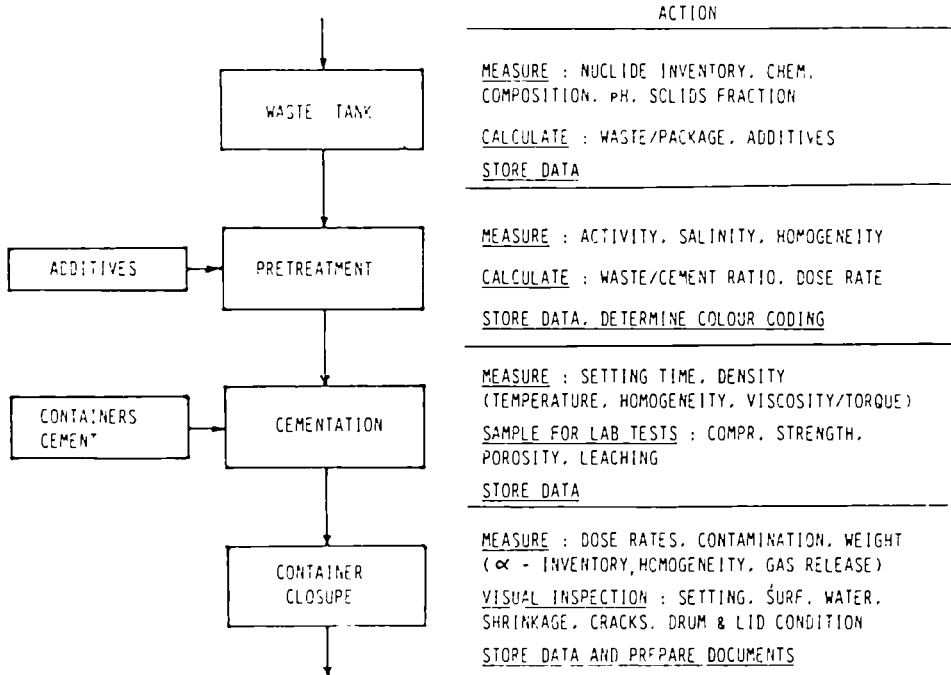 ACTION
WASTE TANK
MEASURE : NUCLIDE INVENTORY. CHEM.
COMPOSITION. pH. SCLIDS FRACTION
CALCULATE : WASTE/PACKAGE. ADDITIVES
STORE DATA
ADDITIVES
PRETREATMENT
MEASURE : ACTIVITY. SALINITY. HOMOGENEITY
CALCULATE : WASTE/CEMENT RATIO. DOSE RATE
STORE DATA. DETERMINE COLOUR CODING
CONTAINERS
CEMENT
CEMENTATION
MEASURE : SETTING TIME. DENSITY
(TEMPERATURE. HOMOGENEITY. VISCOSITY/TORQUE)
SAMPLE FOR LAB TESTS : COMPR. STRENGTH.
POROSITY. LEACHING
STORE DATA
CONTAINER
CLOSURE
MEASURE : DOSE RATES. CONTAMINATION. WEIGHT
(α - INVENTORY,HCMOGENEITY. GAS RELEASE)
VISUAL INSPECTION : SETTING. SURF. WATER.
SHRINKAGE. CRACKS. DRUM & LID CONDITION
STORE DATA AND PREPARE DOCUMENTS